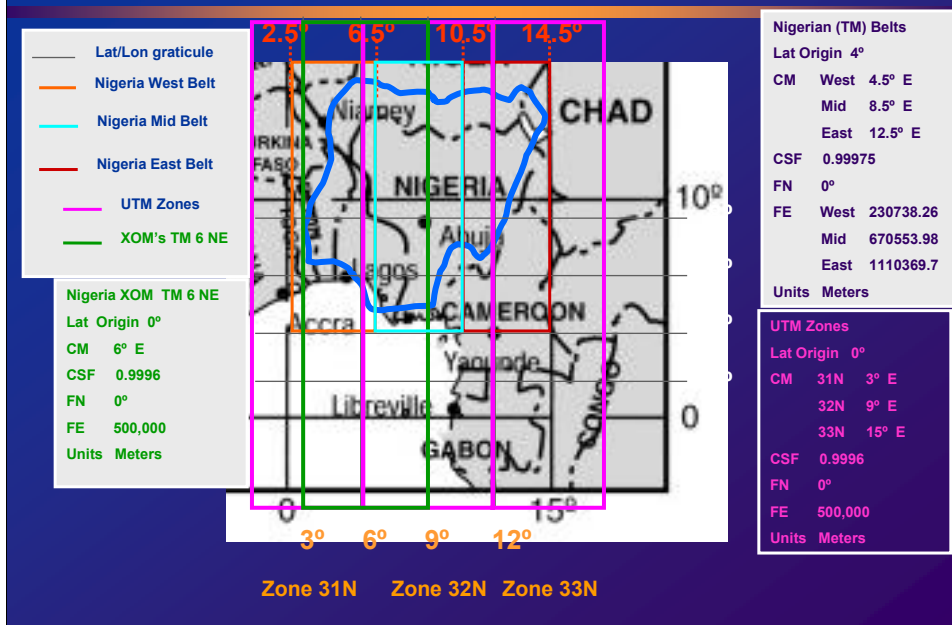 2.5º 6.5º 10.5º 14.5º
Lat/Lon graticule
Nigeria West Belt
Nigeria Mid Belt
Nigeria East Belt
UTM Zones
XOM's TM 6 NE
Nigeria XOM TM 6 NE
Lat Origin 0º
CM 6º E
CSF 0.9996
FN 0º
FE 500,000
Units Meters
Niamey
CHAD
FASO
NIGERIA
10º
Abuja
Lagos
Accra
CAMEROON
Yaounde
Libreville
0
GABON
CONGO
0 15º
3º 6º 9º 12º
Zone 31N Zone 32N Zone 33N
Nigerian (TM) Belts
Lat Origin 4º
CM West 4.5º E
Mid 8.5º E
East 12.5º E
CSF 0.99975
FN 0º
FE West 230738.26
Mid 670553.98
East 1110369.7
Units Meters
UTM Zones
Lat Origin 0º
CM 31N 3º E
32N 9º E
33N 15º E
CSF 0.9996
FN 0º
FE 500,000
Units Meters